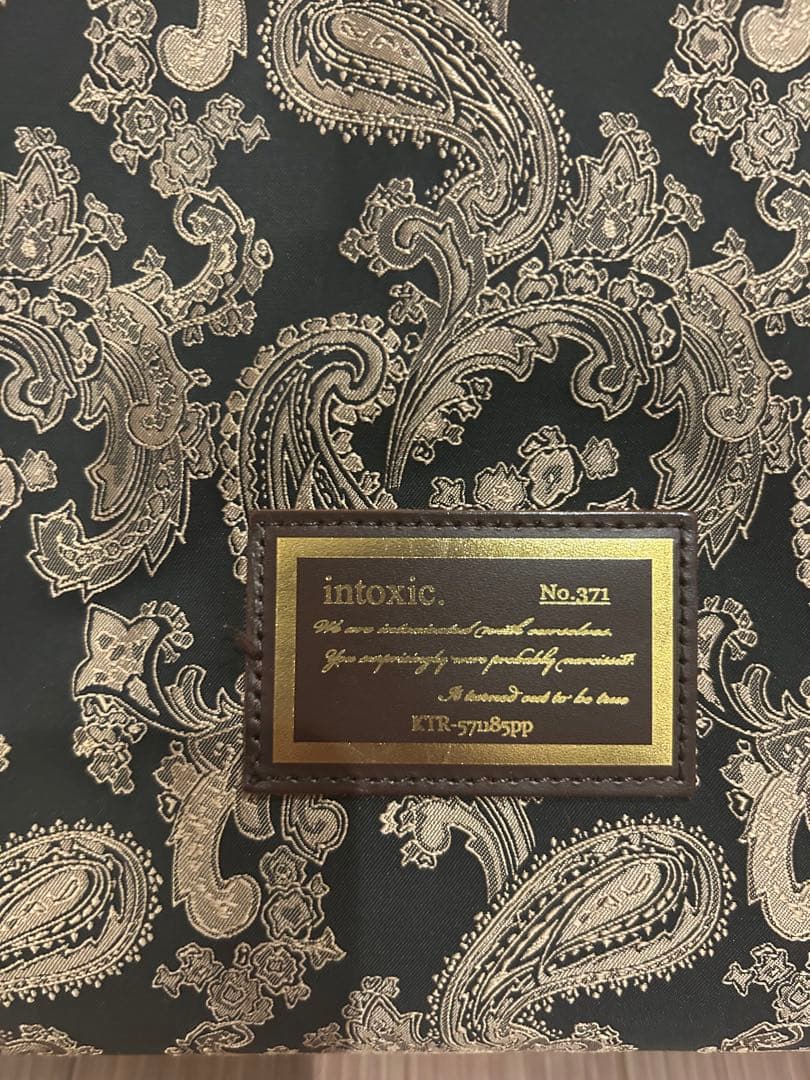 intoxic.
No.371
We are intoxicated with ourselves.
You surprisingly were probably narcissist.
It turned out to be true
KTR-571185pp